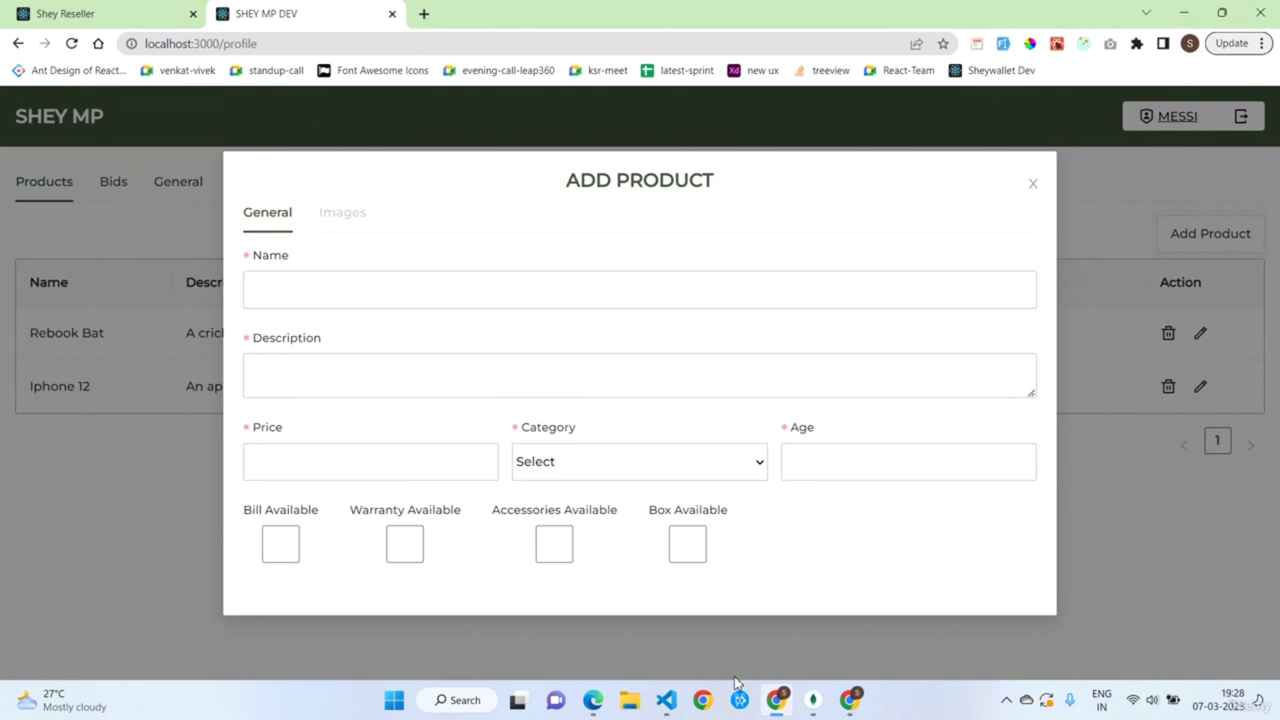 Shey Reseller
SHEY MP DEV
localhost:3000/profile
S
Update
Ant Design of React...
venkat-vivek
standup-call
Font Awesome Icons
evening-call-leap360
ksr-meet
latest-sprint
Xd new ux
treeview
React-Team
Sheywallet Dev
SHEY MP
MESSI
Products
Bids
General
ADD PRODUCT
X
General
Images
Add Product
* Name
Name
Descr
Action
Rebook Bat
A cricl
* Description
Iphone 12
An ap
* Price
* Category
* Age
1
Select
Bill Available
Warranty Available
Accessories Available
Box Available
27°C
Mostly cloudy
Search
S
S
ENG
IN
19:28
07-03-2023